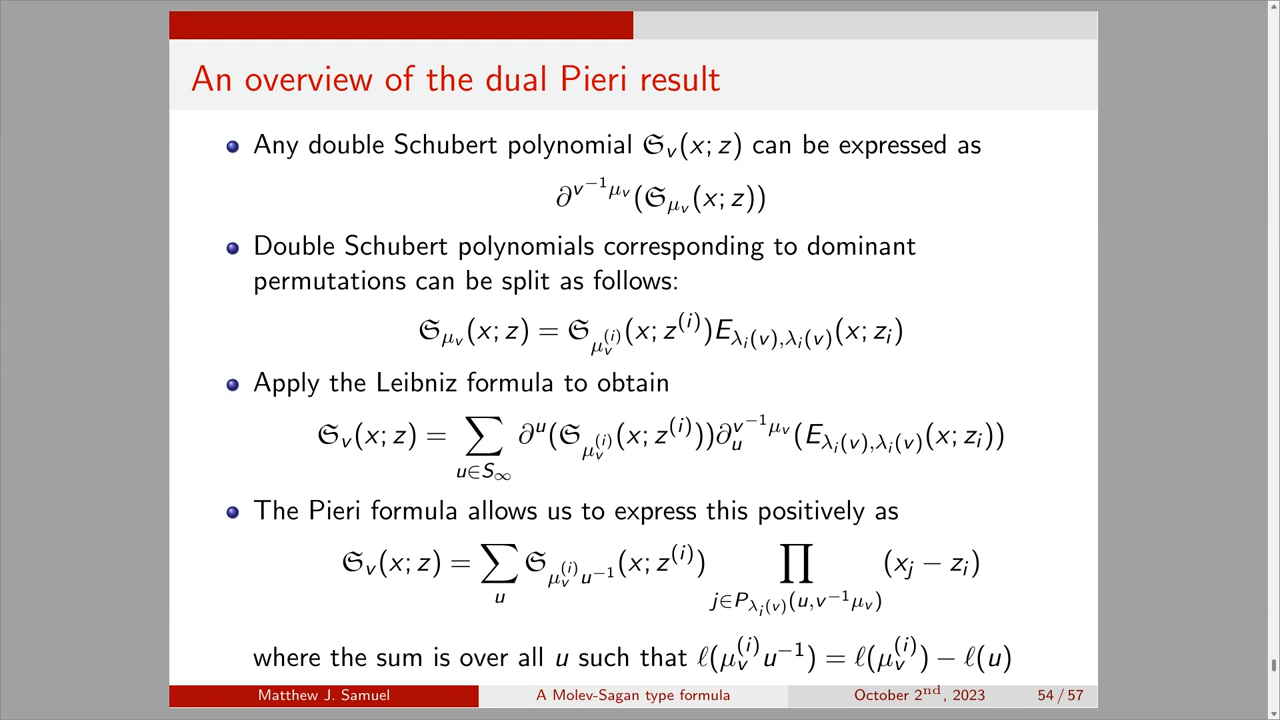 An overview of the dual Pieri result
Any double Schubert polynomial 𝔖_v(x; z) can be expressed as
∂^{v^{−1}μ_v}(𝔖_{μ_v}(x; z))
Double Schubert polynomials corresponding to dominant
permutations can be split as follows:
𝔖_{μ_v}(x; z) = 𝔖_{μ_v^{(i)}}(x; z^{(i)})E_{λ_i(v),λ_i(v)}(x; z_i)
Apply the Leibniz formula to obtain
𝔖_v(x; z) = ∑_{u∈S_∞} ∂^u(𝔖_{μ_v^{(i)}}(x; z^{(i)}))∂_u^{v^{−1}μ_v}(E_{λ_i(v),λ_i(v)}(x; z_i))
The Pieri formula allows us to express this positively as
𝔖_v(x; z) = ∑_u 𝔖_{μ_v^{(i)}u^{−1}}(x; z^{(i)}) ∏_{j∈P_{λ_i(v)}(u,v^{−1}μ_v)} (x_j − z_i)
where the sum is over all u such that ℓ(μ_v^{(i)}u^{−1}) = ℓ(μ_v^{(i)}) − ℓ(u)
Matthew J. Samuel
A Molev-Sagan type formula
October 2^{nd}, 2023
54 / 57